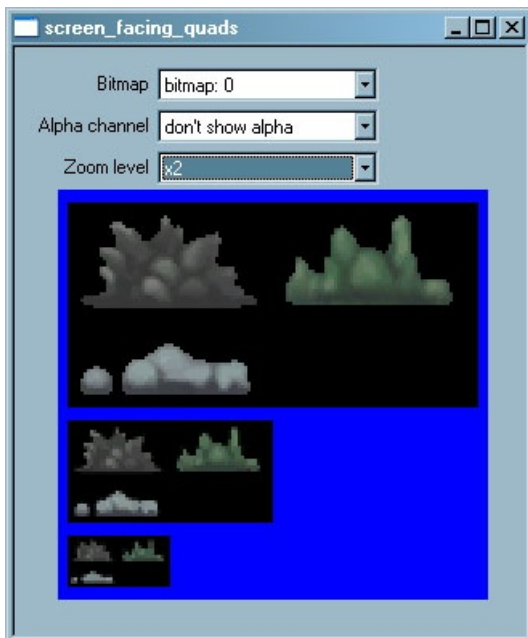 screen_facing_quads
Bitmap bitmap: 0
Alpha channel don't show alpha
Zoom level x2